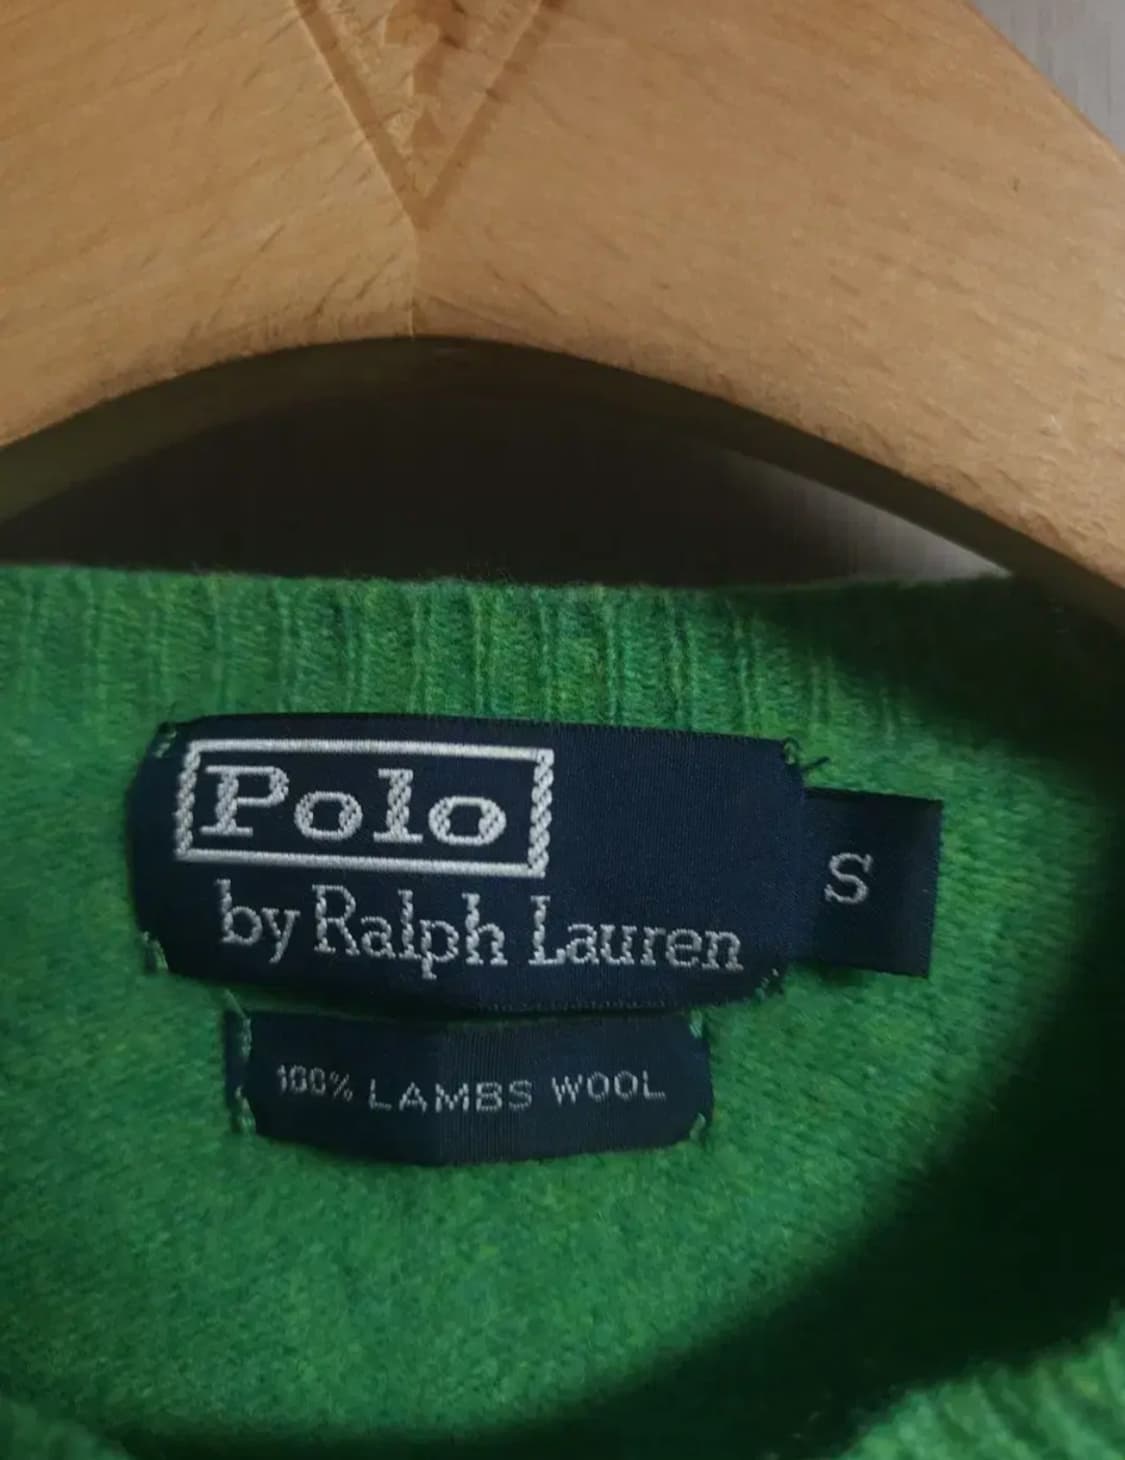 Polo
by Ralph Lauren
S
100% LAMBS WOOL